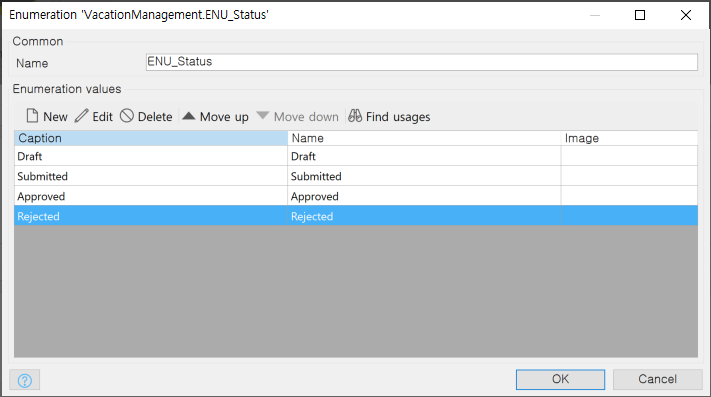 Enumeration 'VacationManagement.ENU_Status'
Common
Name ENU_Status
Enumeration values
New Edit Delete Move up Move down Find usages
Caption Name Image
Draft Draft
Submitted Submitted
Approved Approved
Rejected Rejected
? OK Cancel